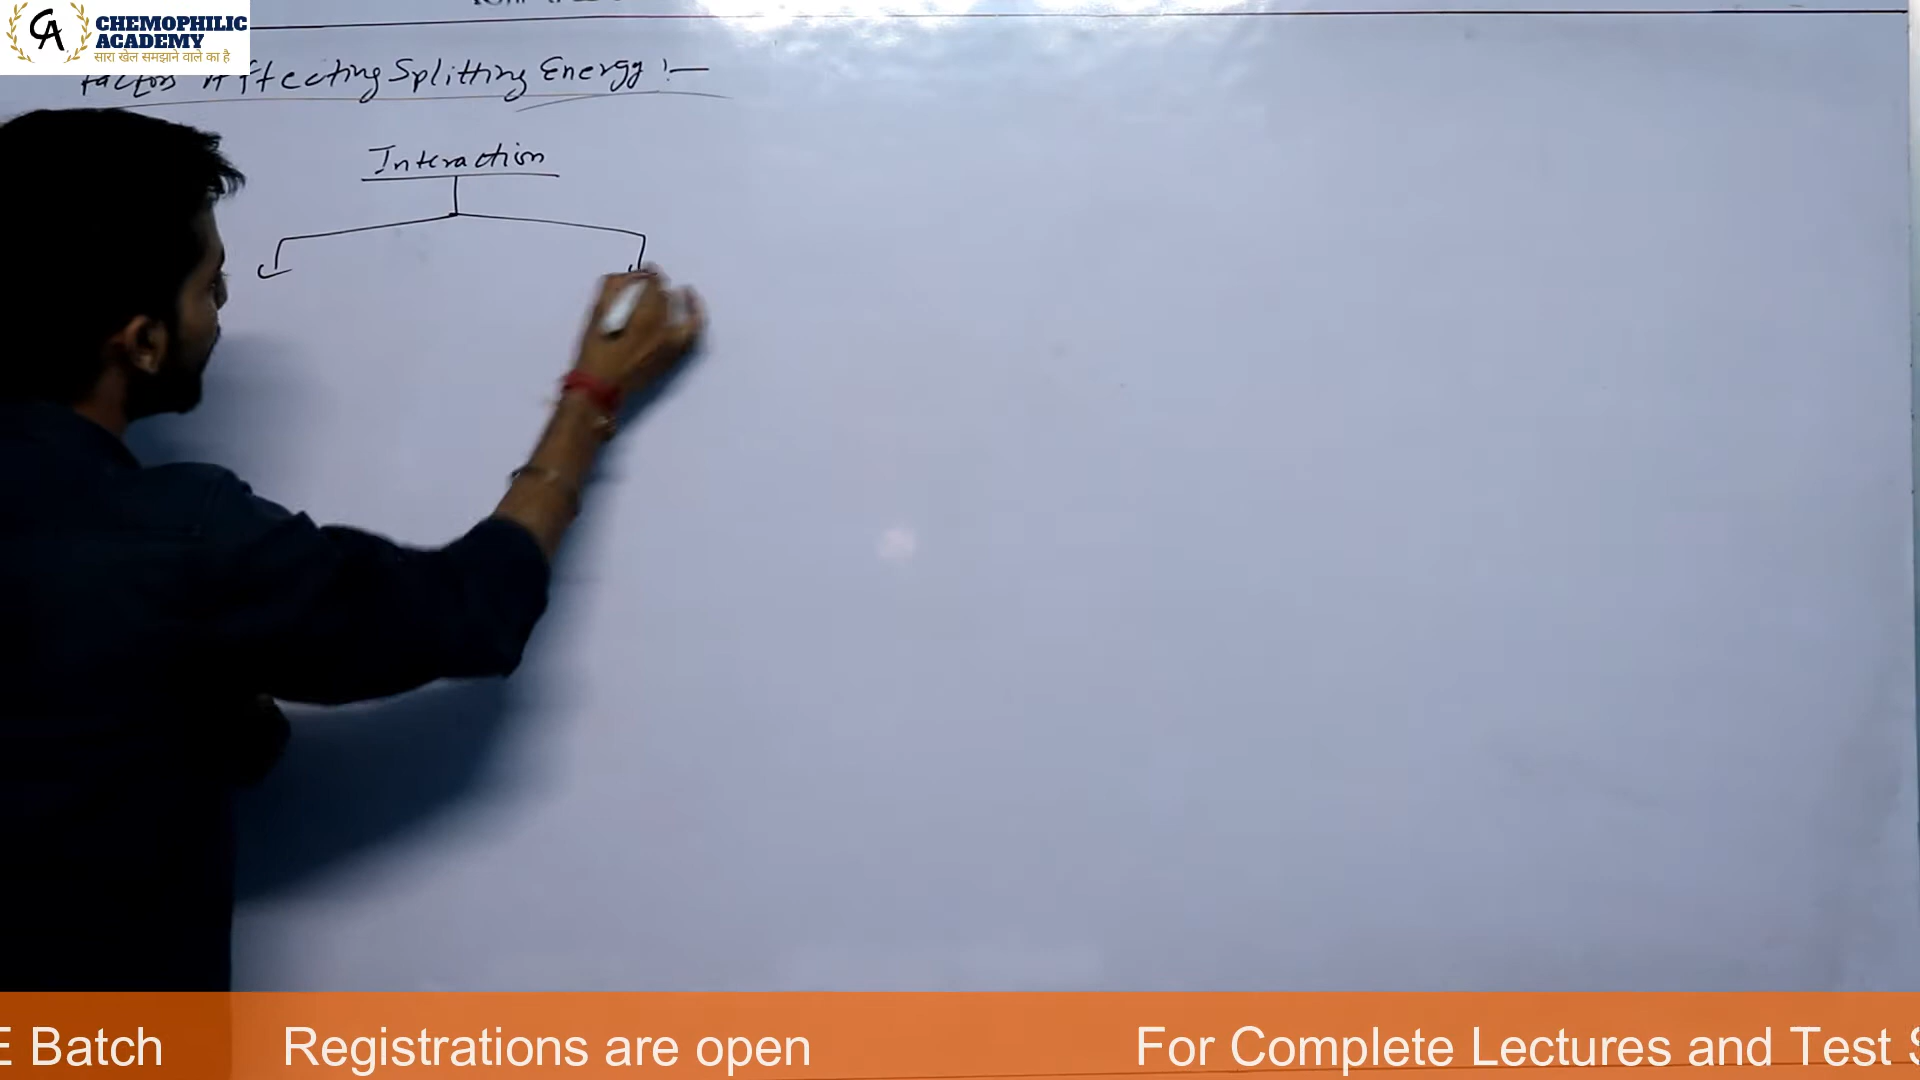 CA CHEMOPHILIC
ACADEMY
सारा खेल समझाने वाले का है
Factors Affecting Splitting Energy :—
Interaction
E Batch Registrations are open For Complete Lectures and Test S